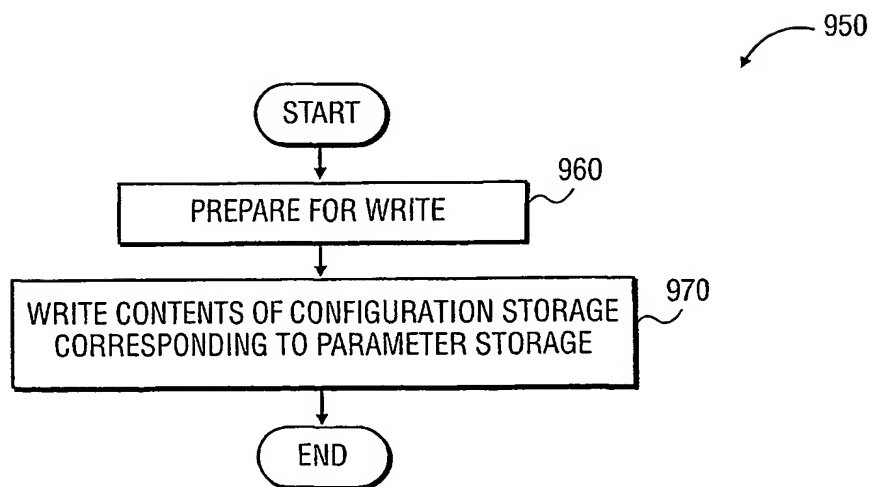 950
START
960
PREPARE FOR WRITE
970
WRITE CONTENTS OF CONFIGURATION STORAGE
CORRESPONDING TO PARAMETER STORAGE
END